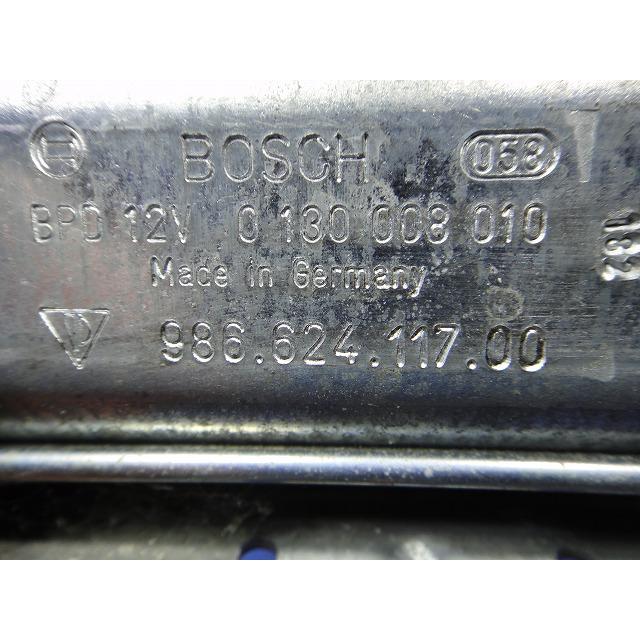 BOSCH 058
BPD 12V 0 130 008 010
Made in Germany
986.624.117.00